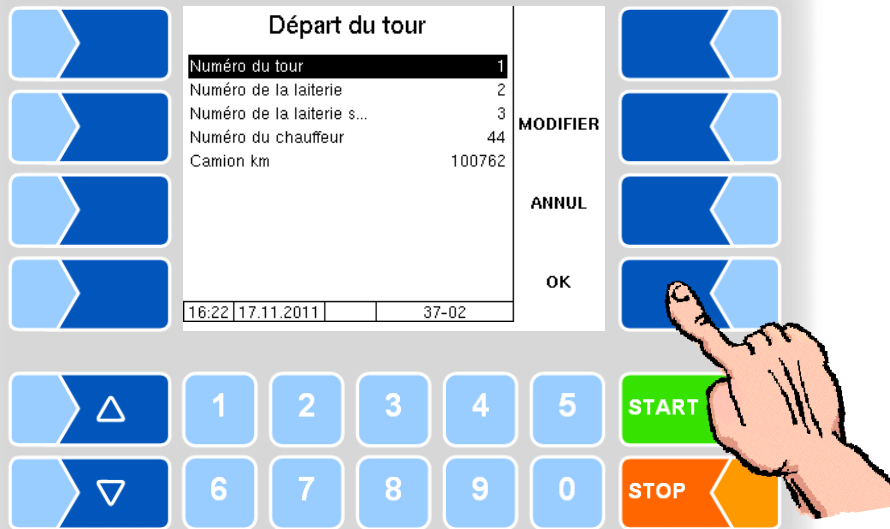 Départ du tour
Numéro du tour 1
Numéro de la laiterie 2
Numéro de la laiterie s... 3
Numéro du chauffeur 44
Camion km 100762
MODIFIER
ANNUL
OK
16:22 17.11.2011 37-02
1 2 3 4 5 START
6 7 8 9 0 STOP